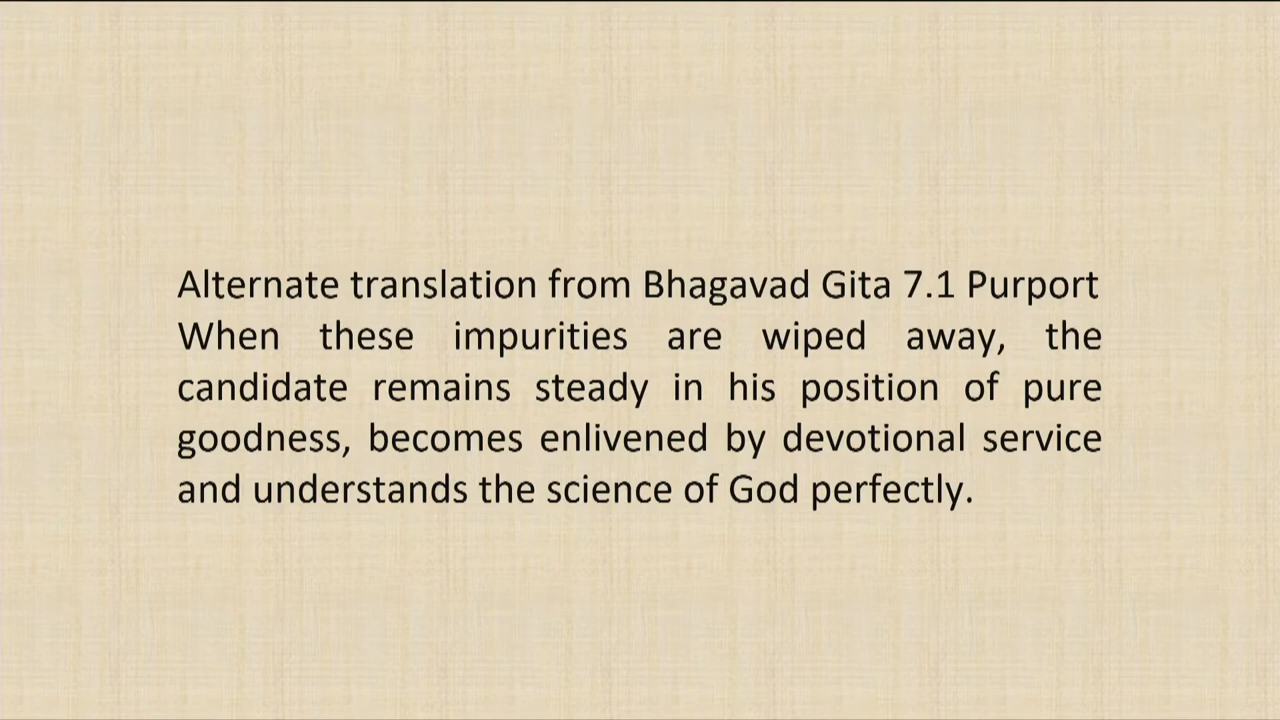 Alternate translation from Bhagavad Gita 7.1 Purport
When these impurities are wiped away, the
candidate remains steady in his position of pure
goodness, becomes enlivened by devotional service
and understands the science of God perfectly.